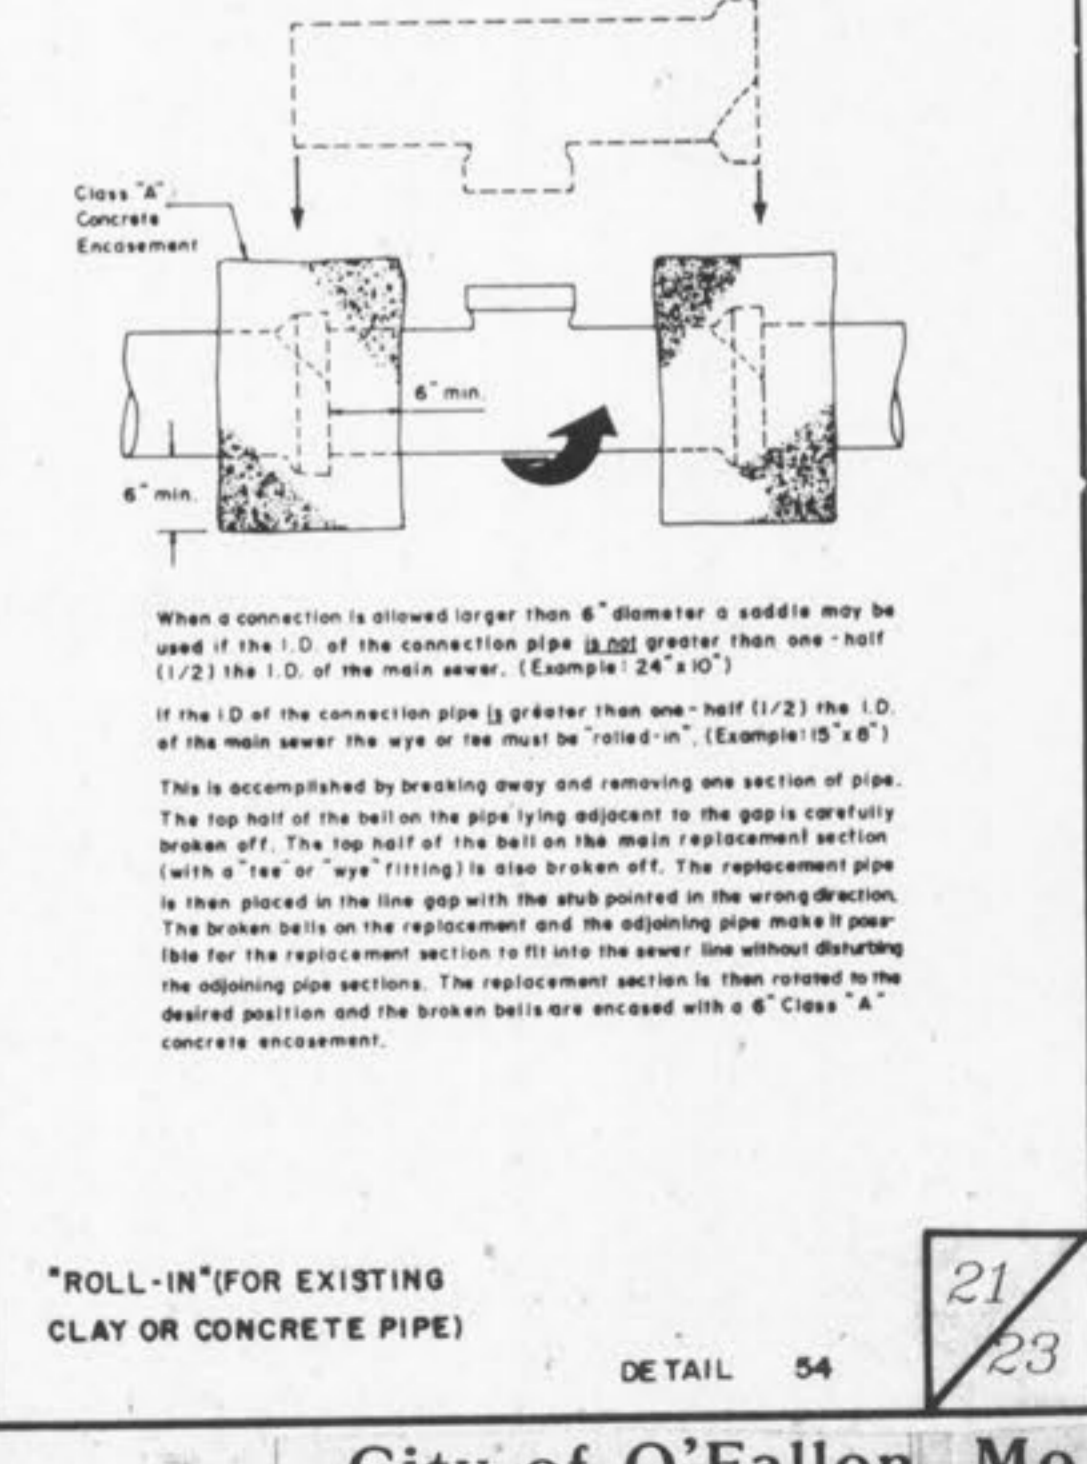 Class "A"
Concrete
Encasement
6" min.
6" min.
When a connection is allowed larger than 6" diameter a saddle may be
used if the I.D. of the connection pipe is not greater than one-half
(1/2) the I.D. of the main sewer. (Example: 24"x10")
If the I.D of the connection pipe is greater than one-half (1/2) the I.D.
of the main sewer the wye or tee must be "rolled-in". (Example: 15"x8")
This is accomplished by breaking away and removing one section of pipe.
The top half of the bell on the pipe lying adjacent to the gap is carefully
broken off. The top half of the bell on the main replacement section
(with a "tee" or "wye" fitting) is also broken off. The replacement pipe
is then placed in the line gap with the stub pointed in the wrong direction.
The broken bells on the replacement and the adjoining pipe make it poss-
ible for the replacement section to fit into the sewer line without disturbing
the adjoining pipe sections. The replacement section is then rotated to the
desired position and the broken bells are encased with a 6" Class "A"
concrete encasement.
"ROLL-IN" (FOR EXISTING
CLAY OR CONCRETE PIPE)
DETAIL 54
21
23
City of O'Fallon Mo